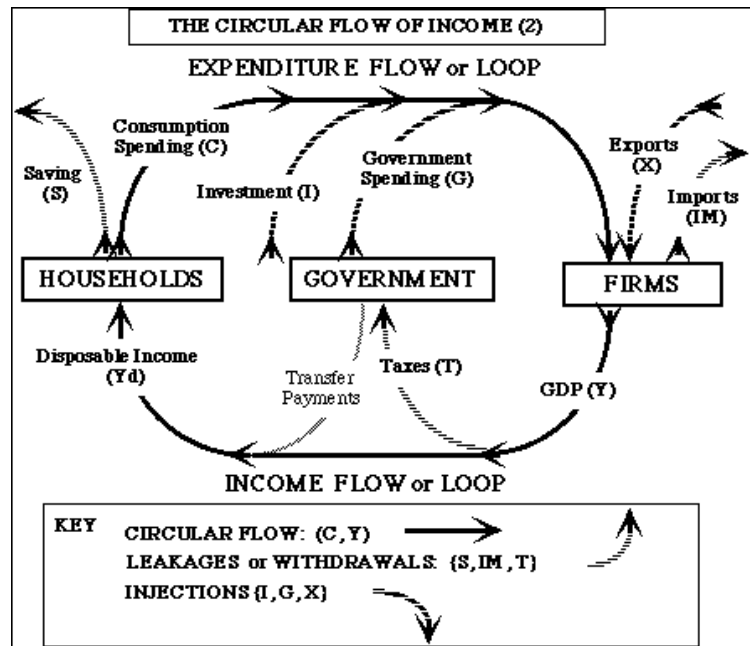 THE CIRCULAR FLOW OF INCOME (2)
EXPENDITURE FLOW or LOOP
Consumption
Spending (C)
Saving
(S)
Investment (I)
Government
Spending (G)
Exports
(X)
Imports
(IM)
HOUSEHOLDS
GOVERNMENT
FIRMS
Disposable Income
(Yd)
Transfer
Payments
Taxes (T)
GDP (Y)
INCOME FLOW or LOOP
KEY
CIRCULAR FLOW: (C, Y)
LEAKAGES or WITHDRAWALS: {S, IM, T}
INJECTIONS {I, G, X}